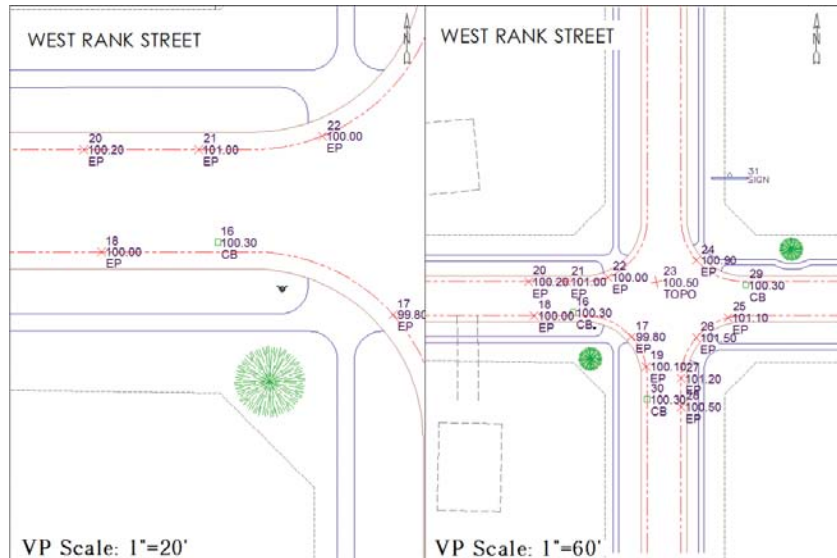 WEST RANK STREET
N
20
100.20
EP
21
101.00
EP
22
100.00
EP
18
100.00
EP
16
100.30
CB
17
99.80
EP
VP Scale: 1"=20'
WEST RANK STREET
N
31
SIGN
24
100.90
EP
20
100.20
EP
21
101.00
EP
22
100.00
EP
23
100.50
TOPO
29
100.30
CB
18
100.00
EP
16
100.30
CB
25
101.10
EP
17
99.80
EP
26
101.50
EP
19
100.10
EP
27
101.20
EP
30
100.30
CB
28
100.50
EP
VP Scale: 1"=60'